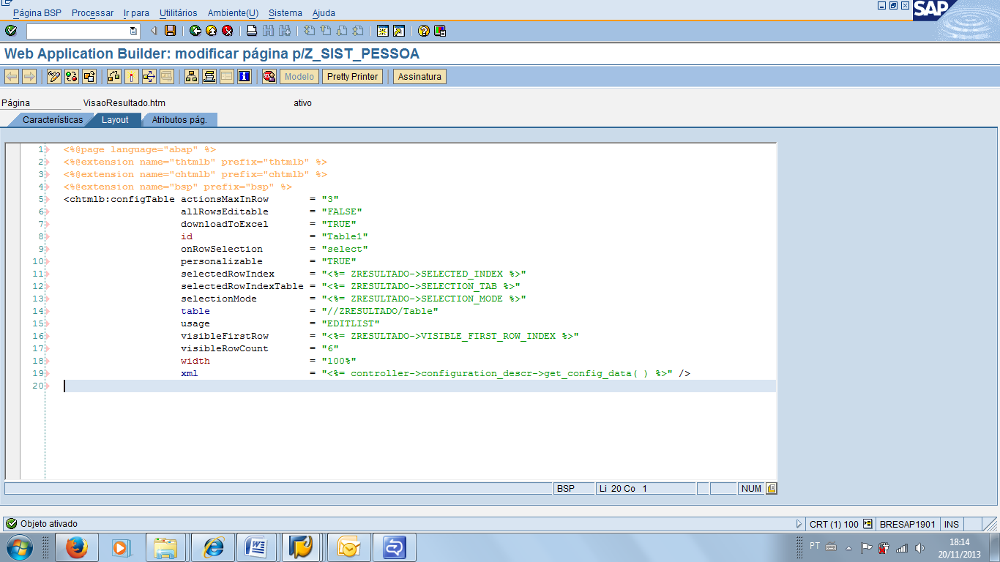 Página BSP Processar Ir para Utilitários Ambiente(U) Sistema Ajuda
SAP
Web Application Builder: modificar página p/Z_SIST_PESSOA
Modelo Pretty Printer Assinatura
Página VisaoResultado.htm ativo
Características Layout Atributos pág.
1 <%@page language="abap" %>
2 <%@extension name="thtmlb" prefix="thtmlb" %>
3 <%@extension name="chtmlb" prefix="chtmlb" %>
4 <%@extension name="bsp" prefix="bsp" %>
5 <chtmlb:configTable actionsMaxInRow = "3"
6 allRowsEditable = "FALSE"
7 downloadToExcel = "TRUE"
8 id = "Table1"
9 onRowSelection = "select"
10 personalizable = "TRUE"
11 selectedRowIndex = "<%= ZRESULTADO->SELECTED_INDEX %>"
12 selectedRowIndexTable = "<%= ZRESULTADO->SELECTION_TAB %>"
13 selectionMode = "<%= ZRESULTADO->SELECTION_MODE %>"
14 table = "//ZRESULTADO/Table"
15 usage = "EDITLIST"
16 visibleFirstRow = "<%= ZRESULTADO->VISIBLE_FIRST_ROW_INDEX %>"
17 visibleRowCount = "6"
18 width = "100%"
19 xml = "<%= controller->configuration_descr->get_config_data( ) %>" />
20
BSP Li 20 Co 1 NUM
Objeto ativado CRT (1) 100 BRESAP1901 INS
PT 18:14
20/11/2013